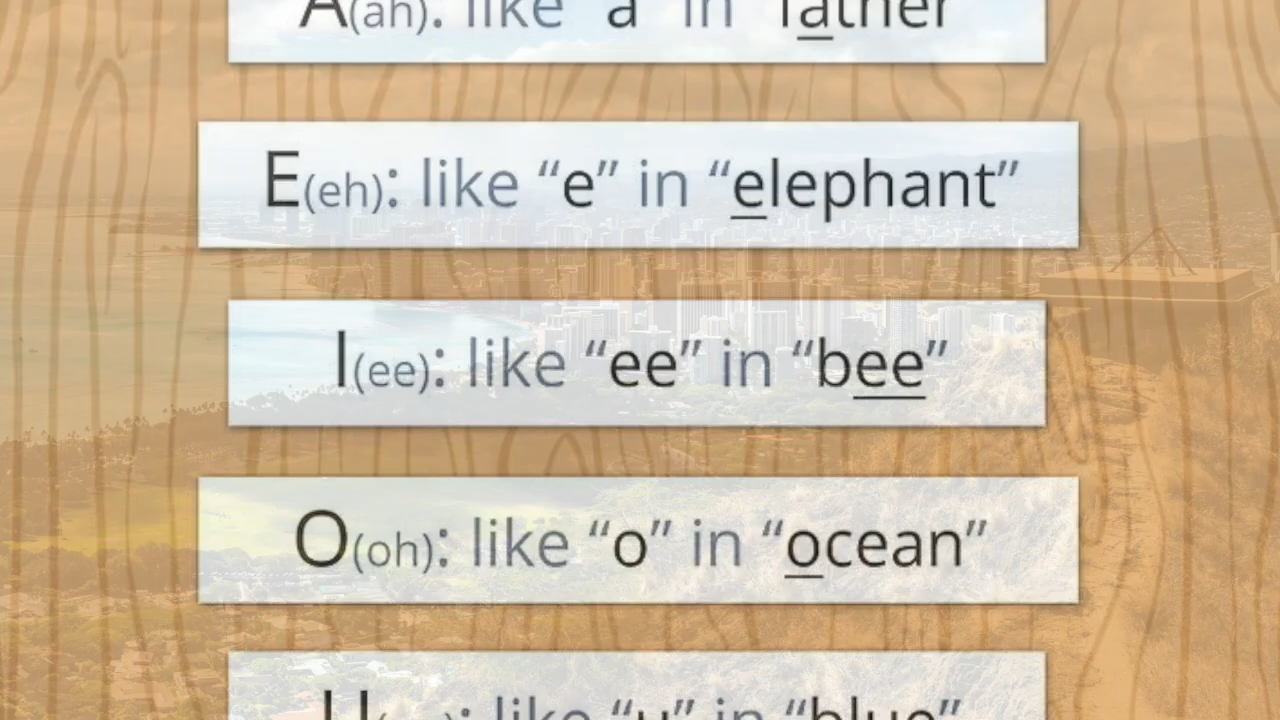 A(ah): like “a” in “father”
E(eh): like “e” in “elephant”
I(ee): like “ee” in “bee”
O(oh): like “o” in “ocean”
like “u” in “blue”